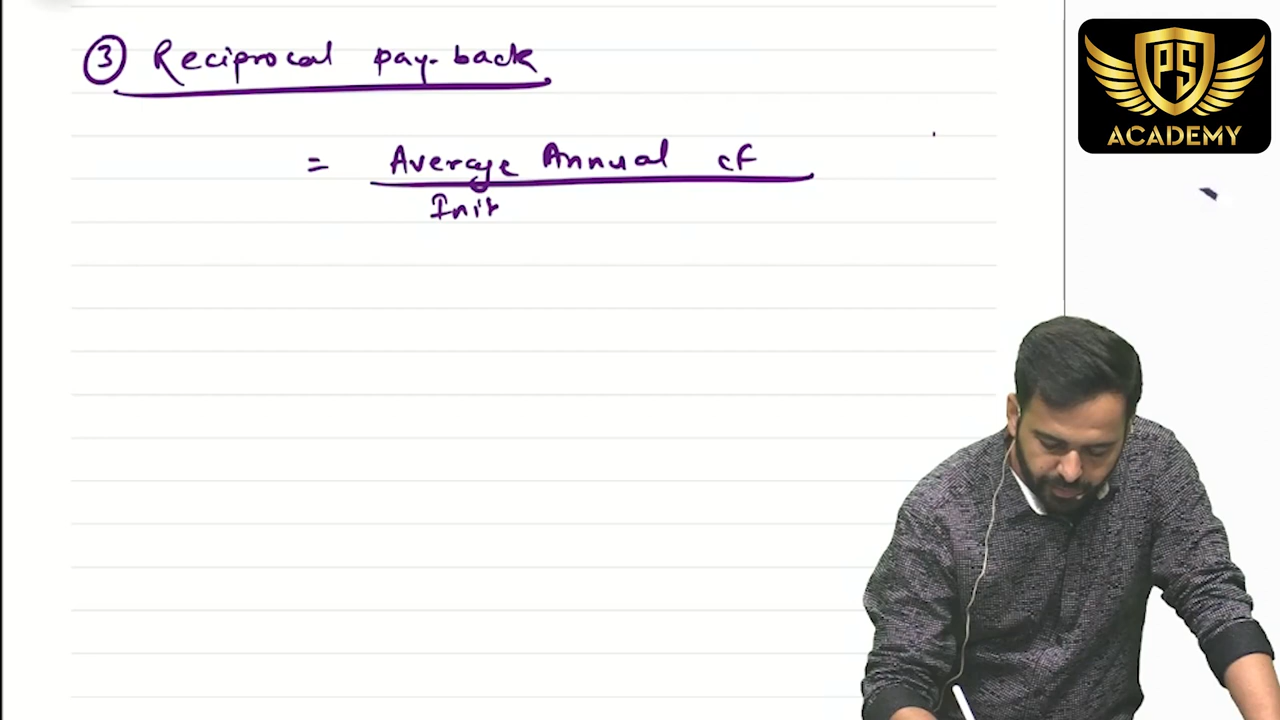 3 Reciprocal pay-back
= Average Annual cf
Init
PS
ACADEMY